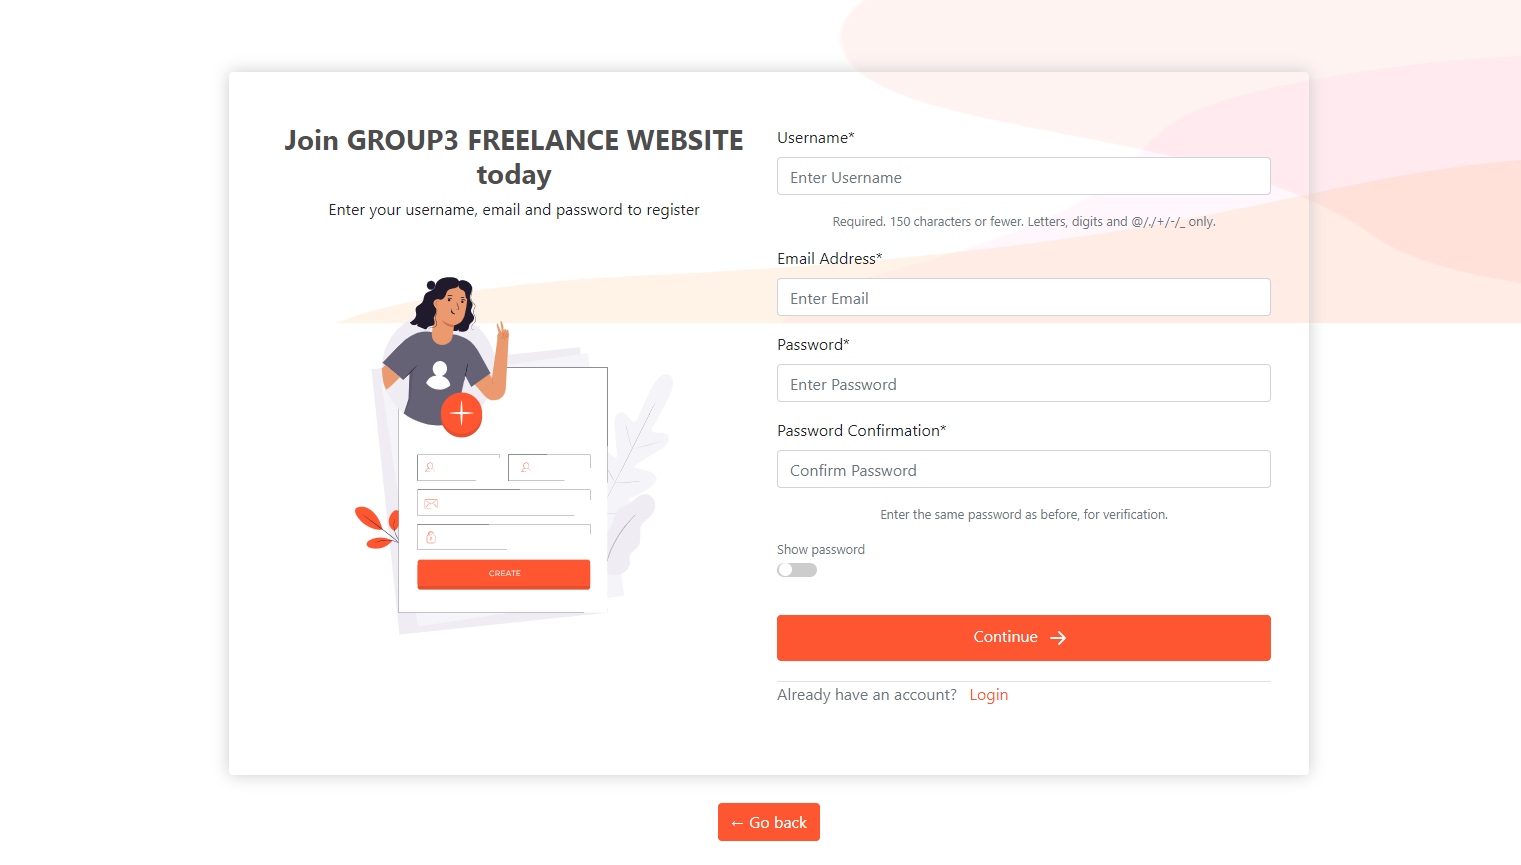 Join GROUP3 FREELANCE WEBSITE
today
Enter your username, email and password to register
CREATE
Username*
Enter Username
Required. 150 characters or fewer. Letters, digits and @/./+/-/_ only.
Email Address*
Enter Email
Password*
Enter Password
Password Confirmation*
Confirm Password
Enter the same password as before, for verification.
Show password
Continue →
Already have an account? Login
← Go back